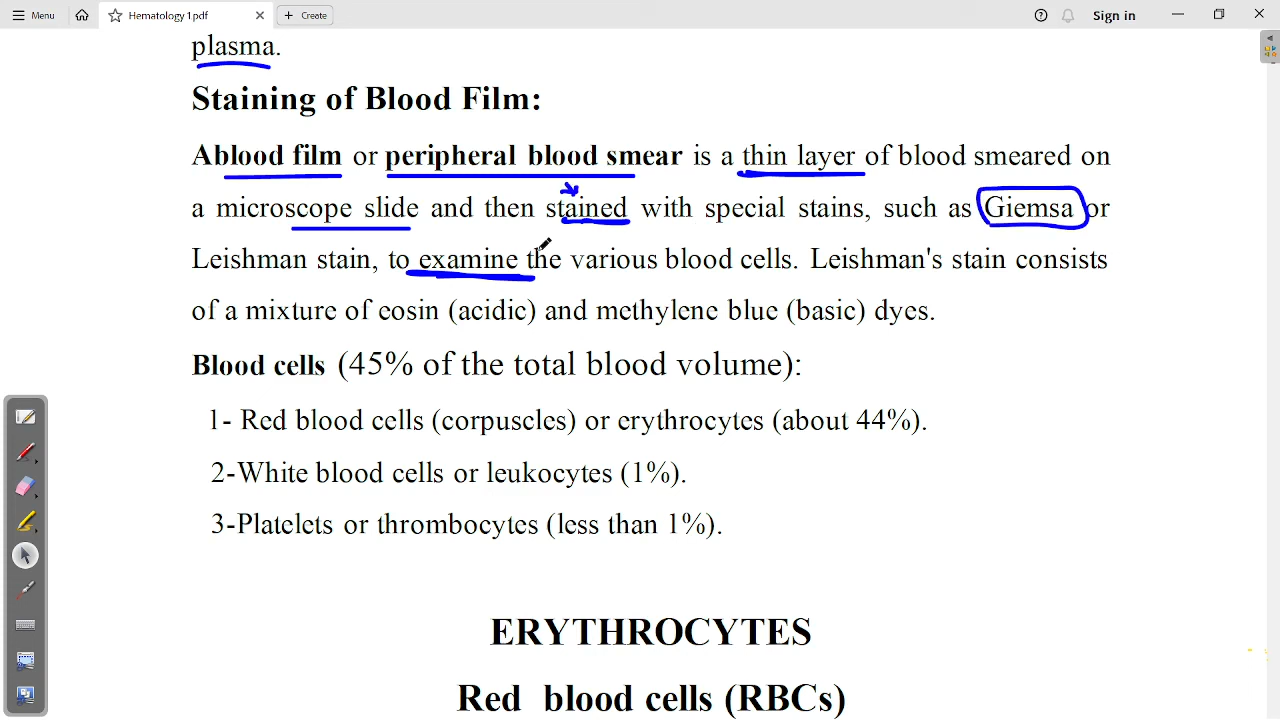 Menu
Hematology 1.pdf
+ Create
Sign in
plasma.
Staining of Blood Film:
Ablood film or peripheral blood smear is a thin layer of blood smeared on
a microscope slide and then stained with special stains, such as Giemsa or
Leishman stain, to examine the various blood cells. Leishman's stain consists
of a mixture of eosin (acidic) and methylene blue (basic) dyes.
Blood cells (45% of the total blood volume):
1- Red blood cells (corpuscles) or erythrocytes (about 44%).
2-White blood cells or leukocytes (1%).
3-Platelets or thrombocytes (less than 1%).
ERYTHROCYTES
Red blood cells (RBCs)